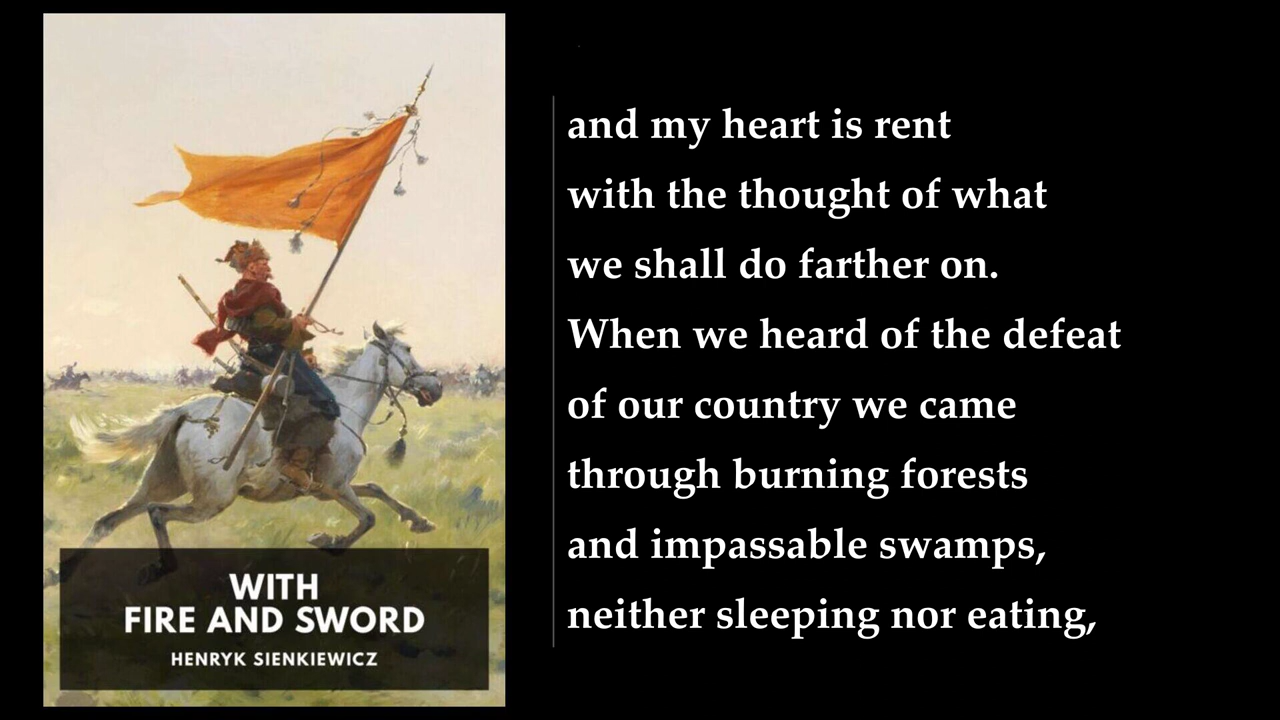 WITH
FIRE AND SWORD
HENRYK SIENKIEWICZ
and my heart is rent
with the thought of what
we shall do farther on.
When we heard of the defeat
of our country we came
through burning forests
and impassable swamps,
neither sleeping nor eating,